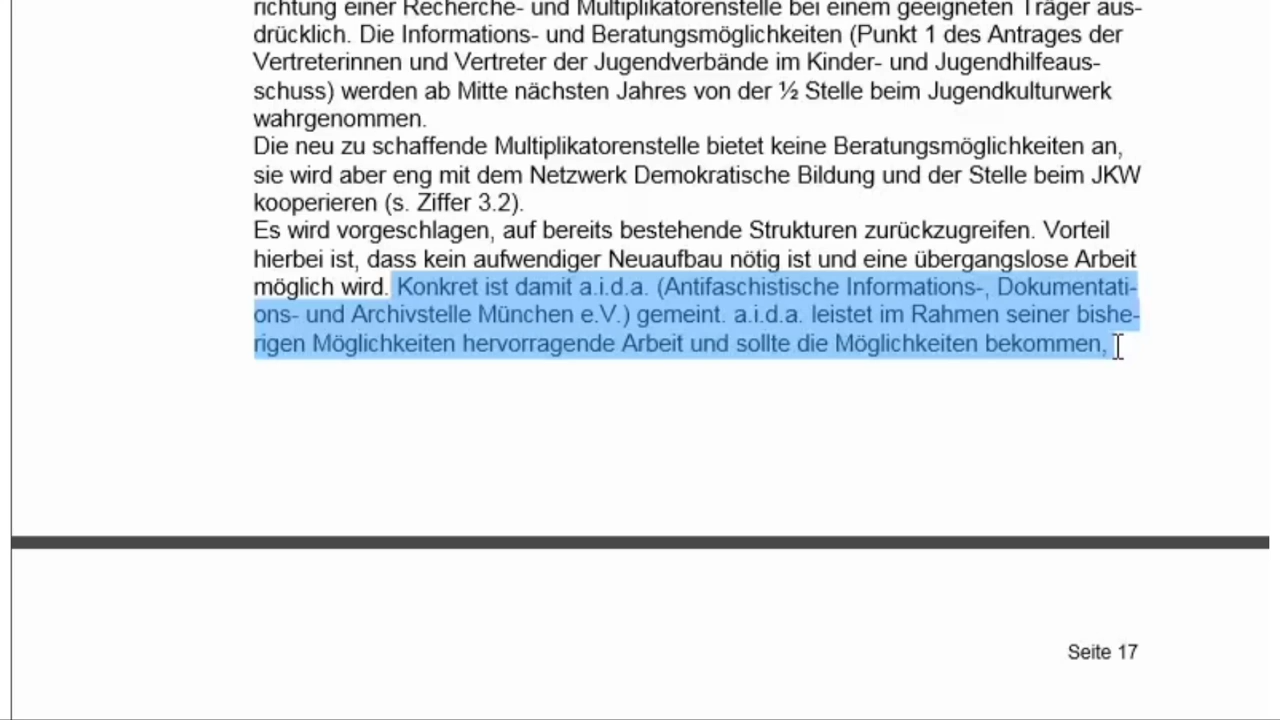 richtung einer Recherche- und Multiplikatorenstelle bei einem geeigneten Träger aus-
drücklich. Die Informations- und Beratungsmöglichkeiten (Punkt 1 des Antrages der
Vertreterinnen und Vertreter der Jugendverbände im Kinder- und Jugendhilfeaus-
schuss) werden ab Mitte nächsten Jahres von der ½ Stelle beim Jugendkulturwerk
wahrgenommen.
Die neu zu schaffende Multiplikatorenstelle bietet keine Beratungsmöglichkeiten an,
sie wird aber eng mit dem Netzwerk Demokratische Bildung und der Stelle beim JKW
kooperieren (s. Ziffer 3.2).
Es wird vorgeschlagen, auf bereits bestehende Strukturen zurückzugreifen. Vorteil
hierbei ist, dass kein aufwendiger Neuaufbau nötig ist und eine übergangslose Arbeit
möglich wird. Konkret ist damit a.i.d.a. (Antifaschistische Informations-, Dokumentati-
ons- und Archivstelle München e.V.) gemeint. a.i.d.a. leistet im Rahmen seiner bishe-
rigen Möglichkeiten hervorragende Arbeit und sollte die Möglichkeiten bekommen,
Seite 17